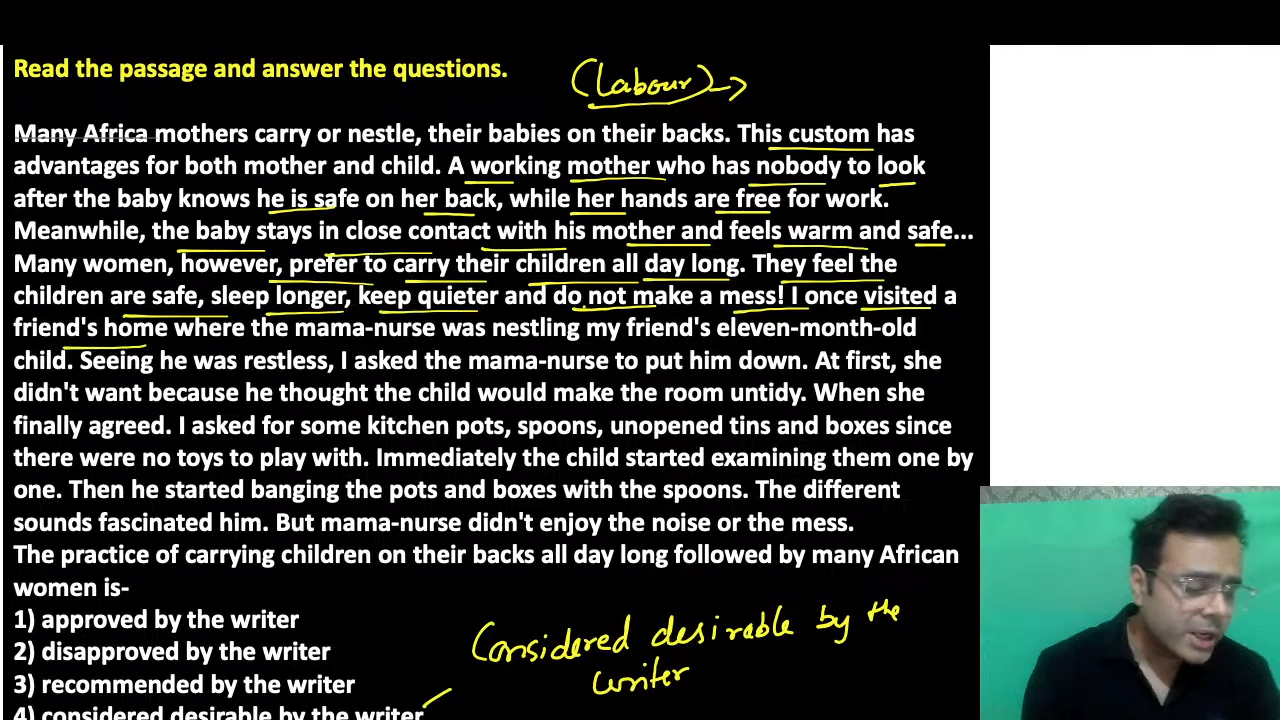 Read the passage and answer the questions.
(Labour)→
Many Africa mothers carry or nestle, their babies on their backs. This custom has
advantages for both mother and child. A working mother who has nobody to look
after the baby knows he is safe on her back, while her hands are free for work.
Meanwhile, the baby stays in close contact with his mother and feels warm and safe...
Many women, however, prefer to carry their children all day long. They feel the
children are safe, sleep longer, keep quieter and do not make a mess! I once visited a
friend's home where the mama-nurse was nestling my friend's eleven-month-old
child. Seeing he was restless, I asked the mama-nurse to put him down. At first, she
didn't want because he thought the child would make the room untidy. When she
finally agreed. I asked for some kitchen pots, spoons, unopened tins and boxes since
there were no toys to play with. Immediately the child started examining them one by
one. Then he started banging the pots and boxes with the spoons. The different
sounds fascinated him. But mama-nurse didn't enjoy the noise or the mess.
The practice of carrying children on their backs all day long followed by many African
women is-
1) approved by the writer
2) disapproved by the writer
3) recommended by the writer
4) considered desirable by the writer
Considered desirable by the
writer